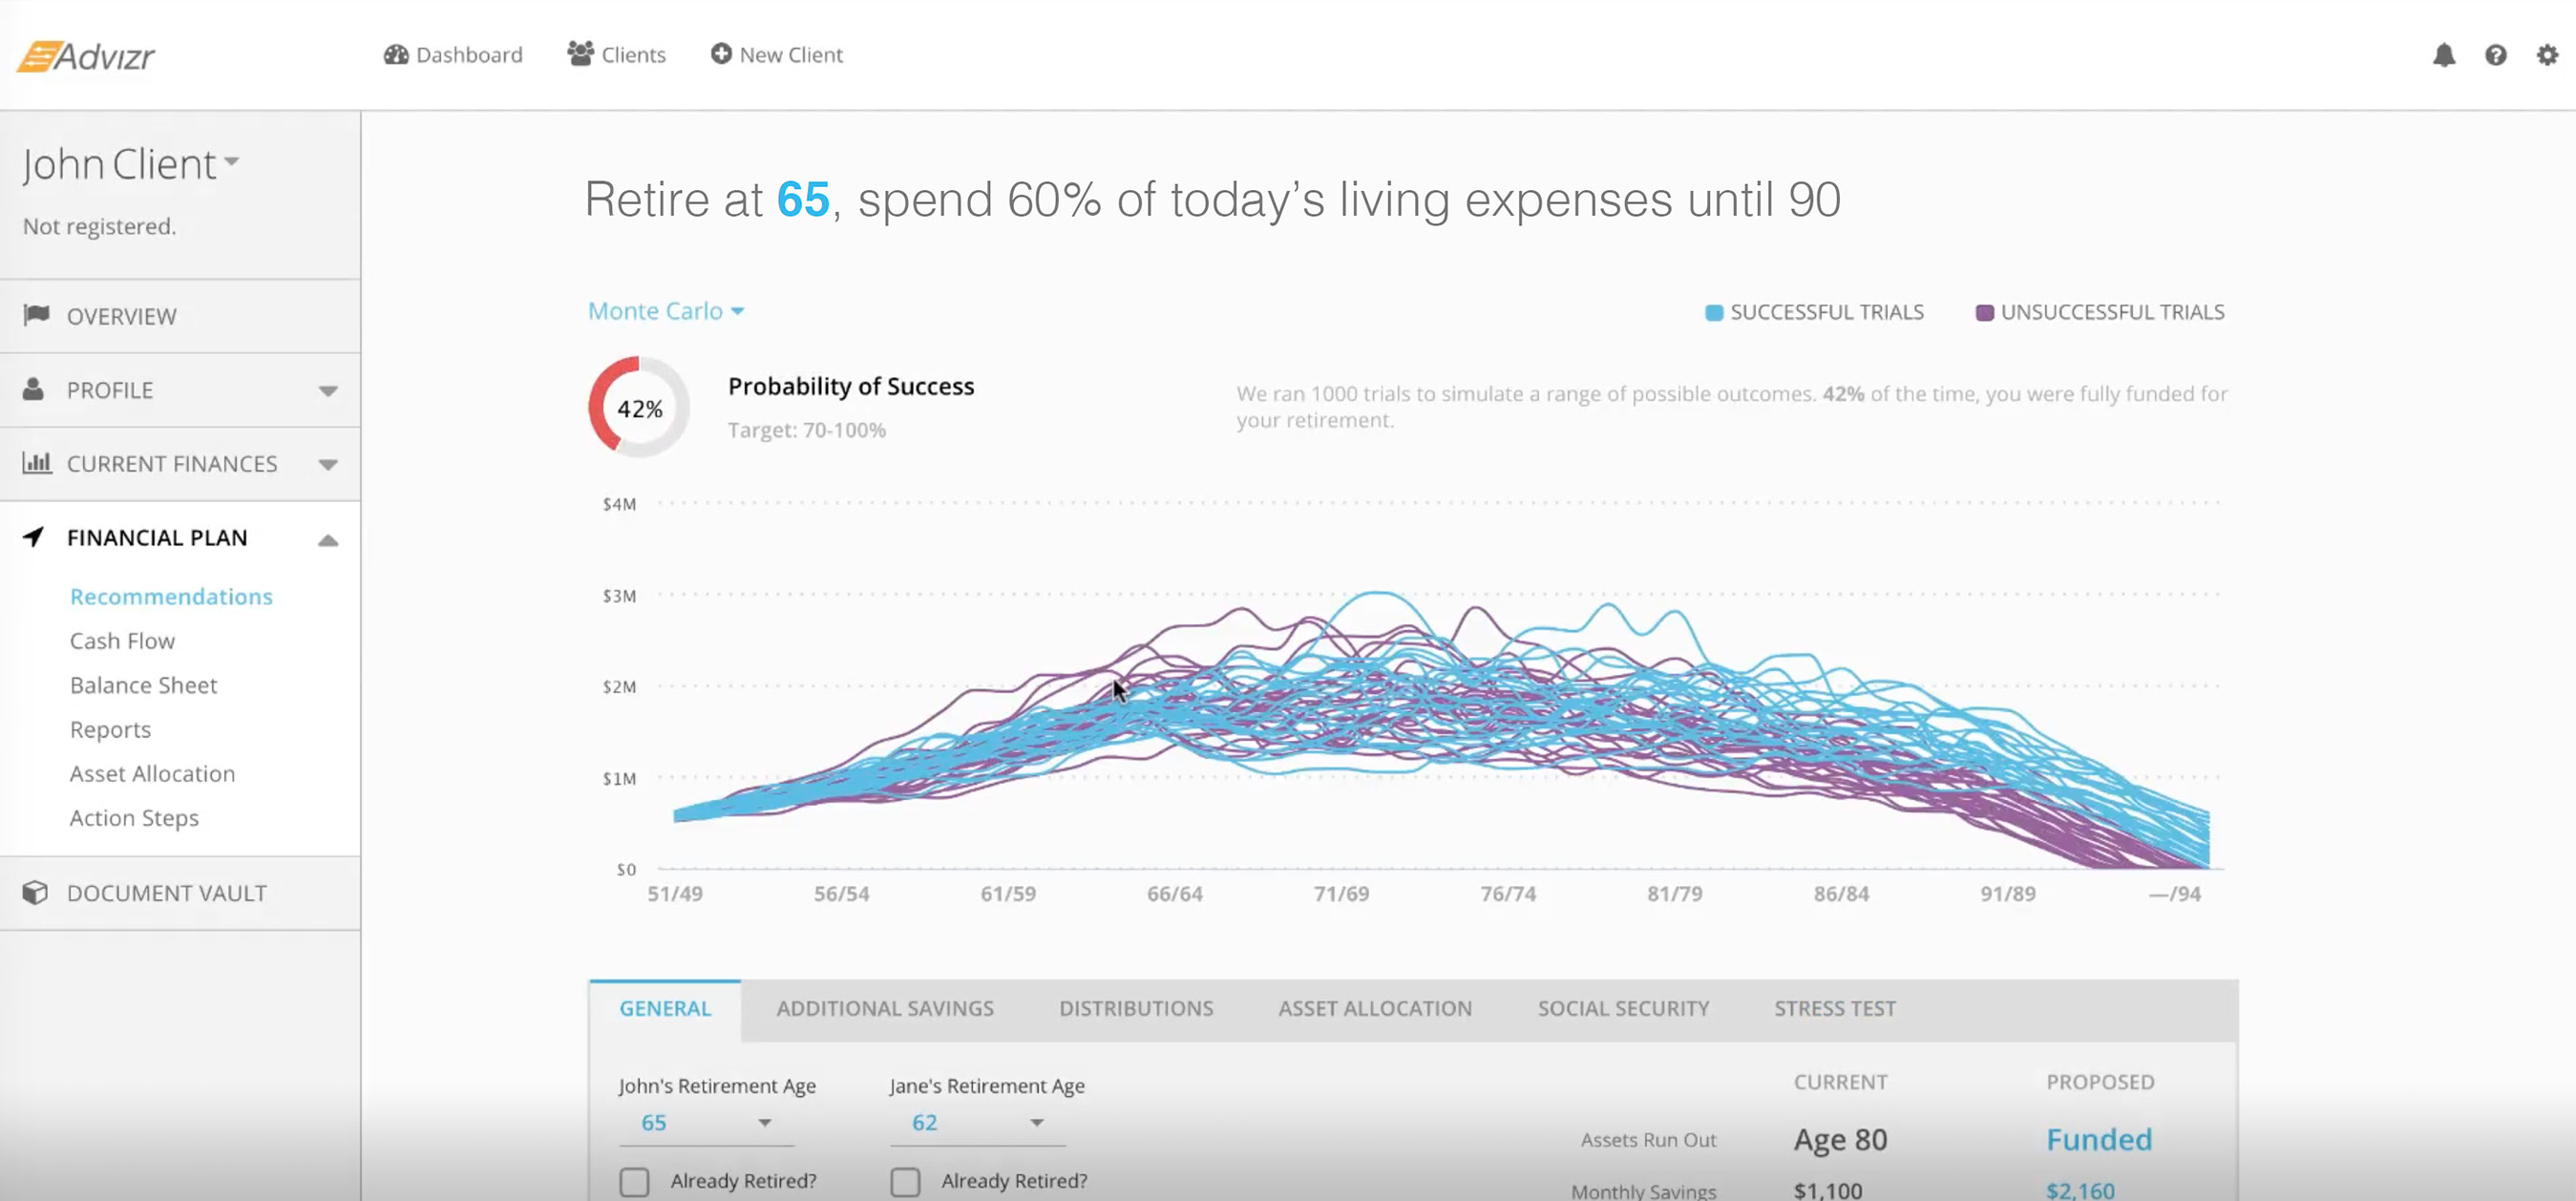 Advizr
Dashboard
Clients
New Client
John Client
Not registered.
OVERVIEW
PROFILE
CURRENT FINANCES
FINANCIAL PLAN
Recommendations
Cash Flow
Balance Sheet
Reports
Asset Allocation
Action Steps
DOCUMENT VAULT
Retire at 65, spend 60% of today’s living expenses until 90
Monte Carlo
SUCCESSFUL TRIALS
UNSUCCESSFUL TRIALS
42%
Probability of Success
Target: 70-100%
We ran 1000 trials to simulate a range of possible outcomes. 42% of the time, you were fully funded for
your retirement.
$4M
$3M
$2M
$1M
$0
51/49 56/54 61/59 66/64 71/69 76/74 81/79 86/84 91/89 —/94
GENERAL ADDITIONAL SAVINGS DISTRIBUTIONS ASSET ALLOCATION SOCIAL SECURITY STRESS TEST
John's Retirement Age
65
Already Retired?
Jane's Retirement Age
62
Already Retired?
CURRENT PROPOSED
Assets Run Out Age 80 Funded
Monthly Savings $1,100 $2,160